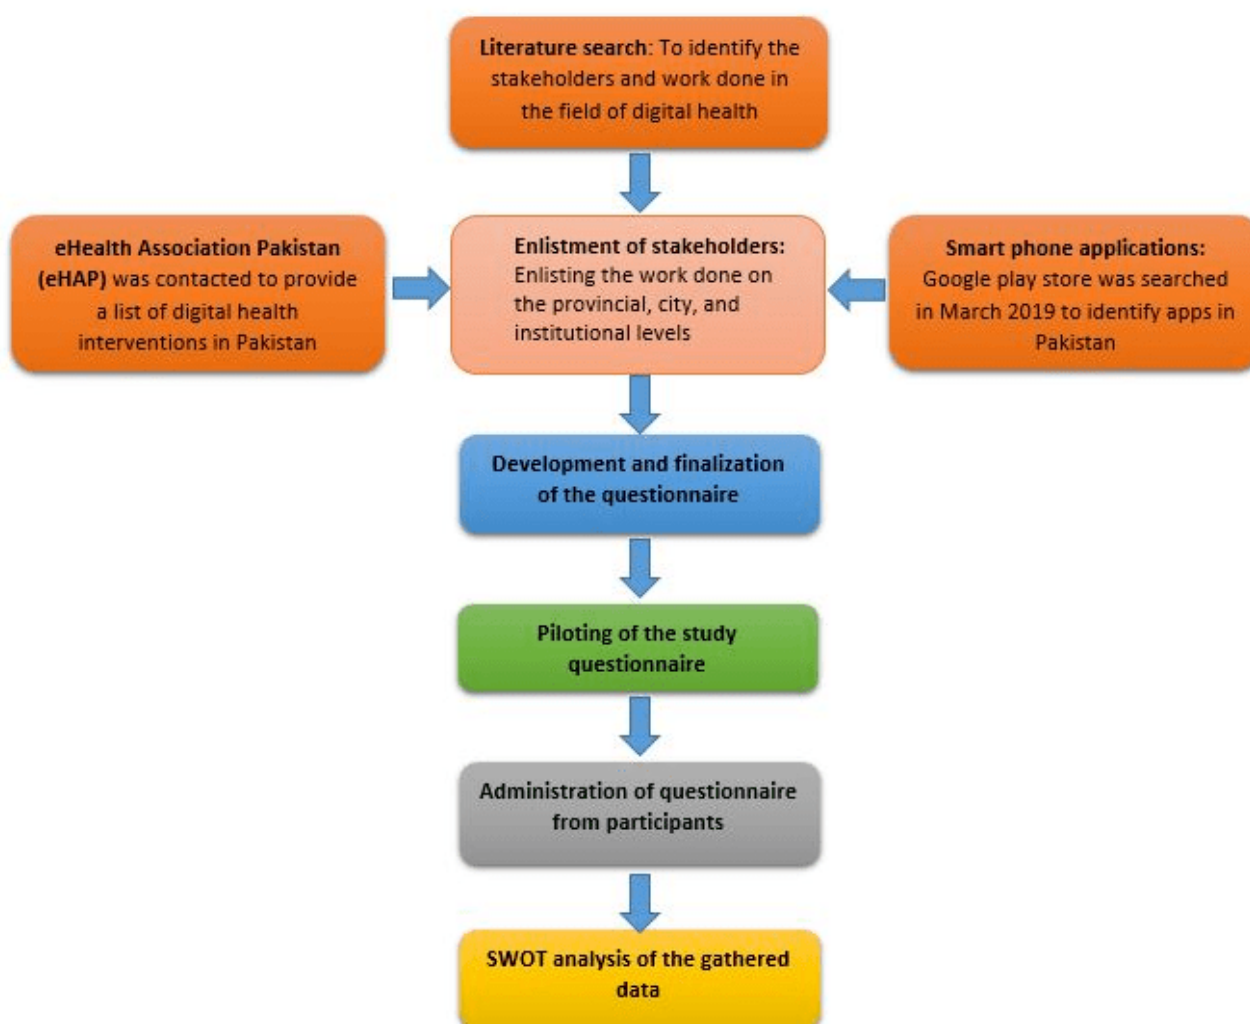 Literature search: To identify the
stakeholders and work done in
the field of digital health
eHealth Association Pakistan
(eHAP) was contacted to provide
a list of digital health
interventions in Pakistan
Enlistment of stakeholders:
Enlisting the work done on
the provincial, city, and
institutional levels
Smart phone applications:
Google play store was searched
in March 2019 to identify apps in
Pakistan
Development and finalization
of the questionnaire
Piloting of the study
questionnaire
Administration of questionnaire
from participants
SWOT analysis of the gathered
data